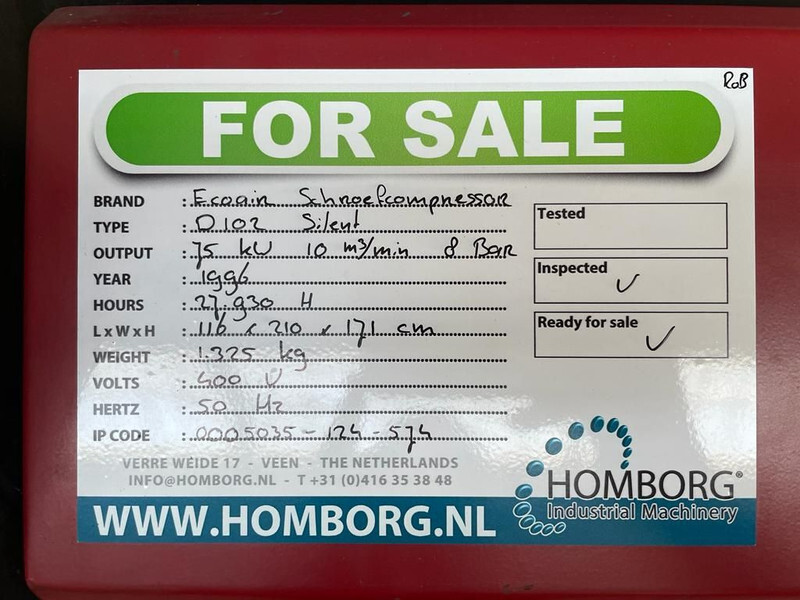 RoB
FOR SALE
BRAND : Ecoair Schroefcompressor
TYPE : D102 Silent
OUTPUT : 75 kW 10 m³/min 8 Bar
YEAR : 1996
HOURS : 27.930 H
L x W x H : 116 x 210 x 171 cm
WEIGHT : 1.325 kg
VOLTS : 400 V
HERTZ : 50 Hz
IP CODE : 0005035 - 124 - 574
Tested
Inspected ✓
Ready for sale ✓
VERRE WEIDE 17 - VEEN - THE NETHERLANDS
INFO@HOMBORG.NL - T +31 (0)416 35 38 48
WWW.HOMBORG.NL
HOMBORG®
Industrial Machinery